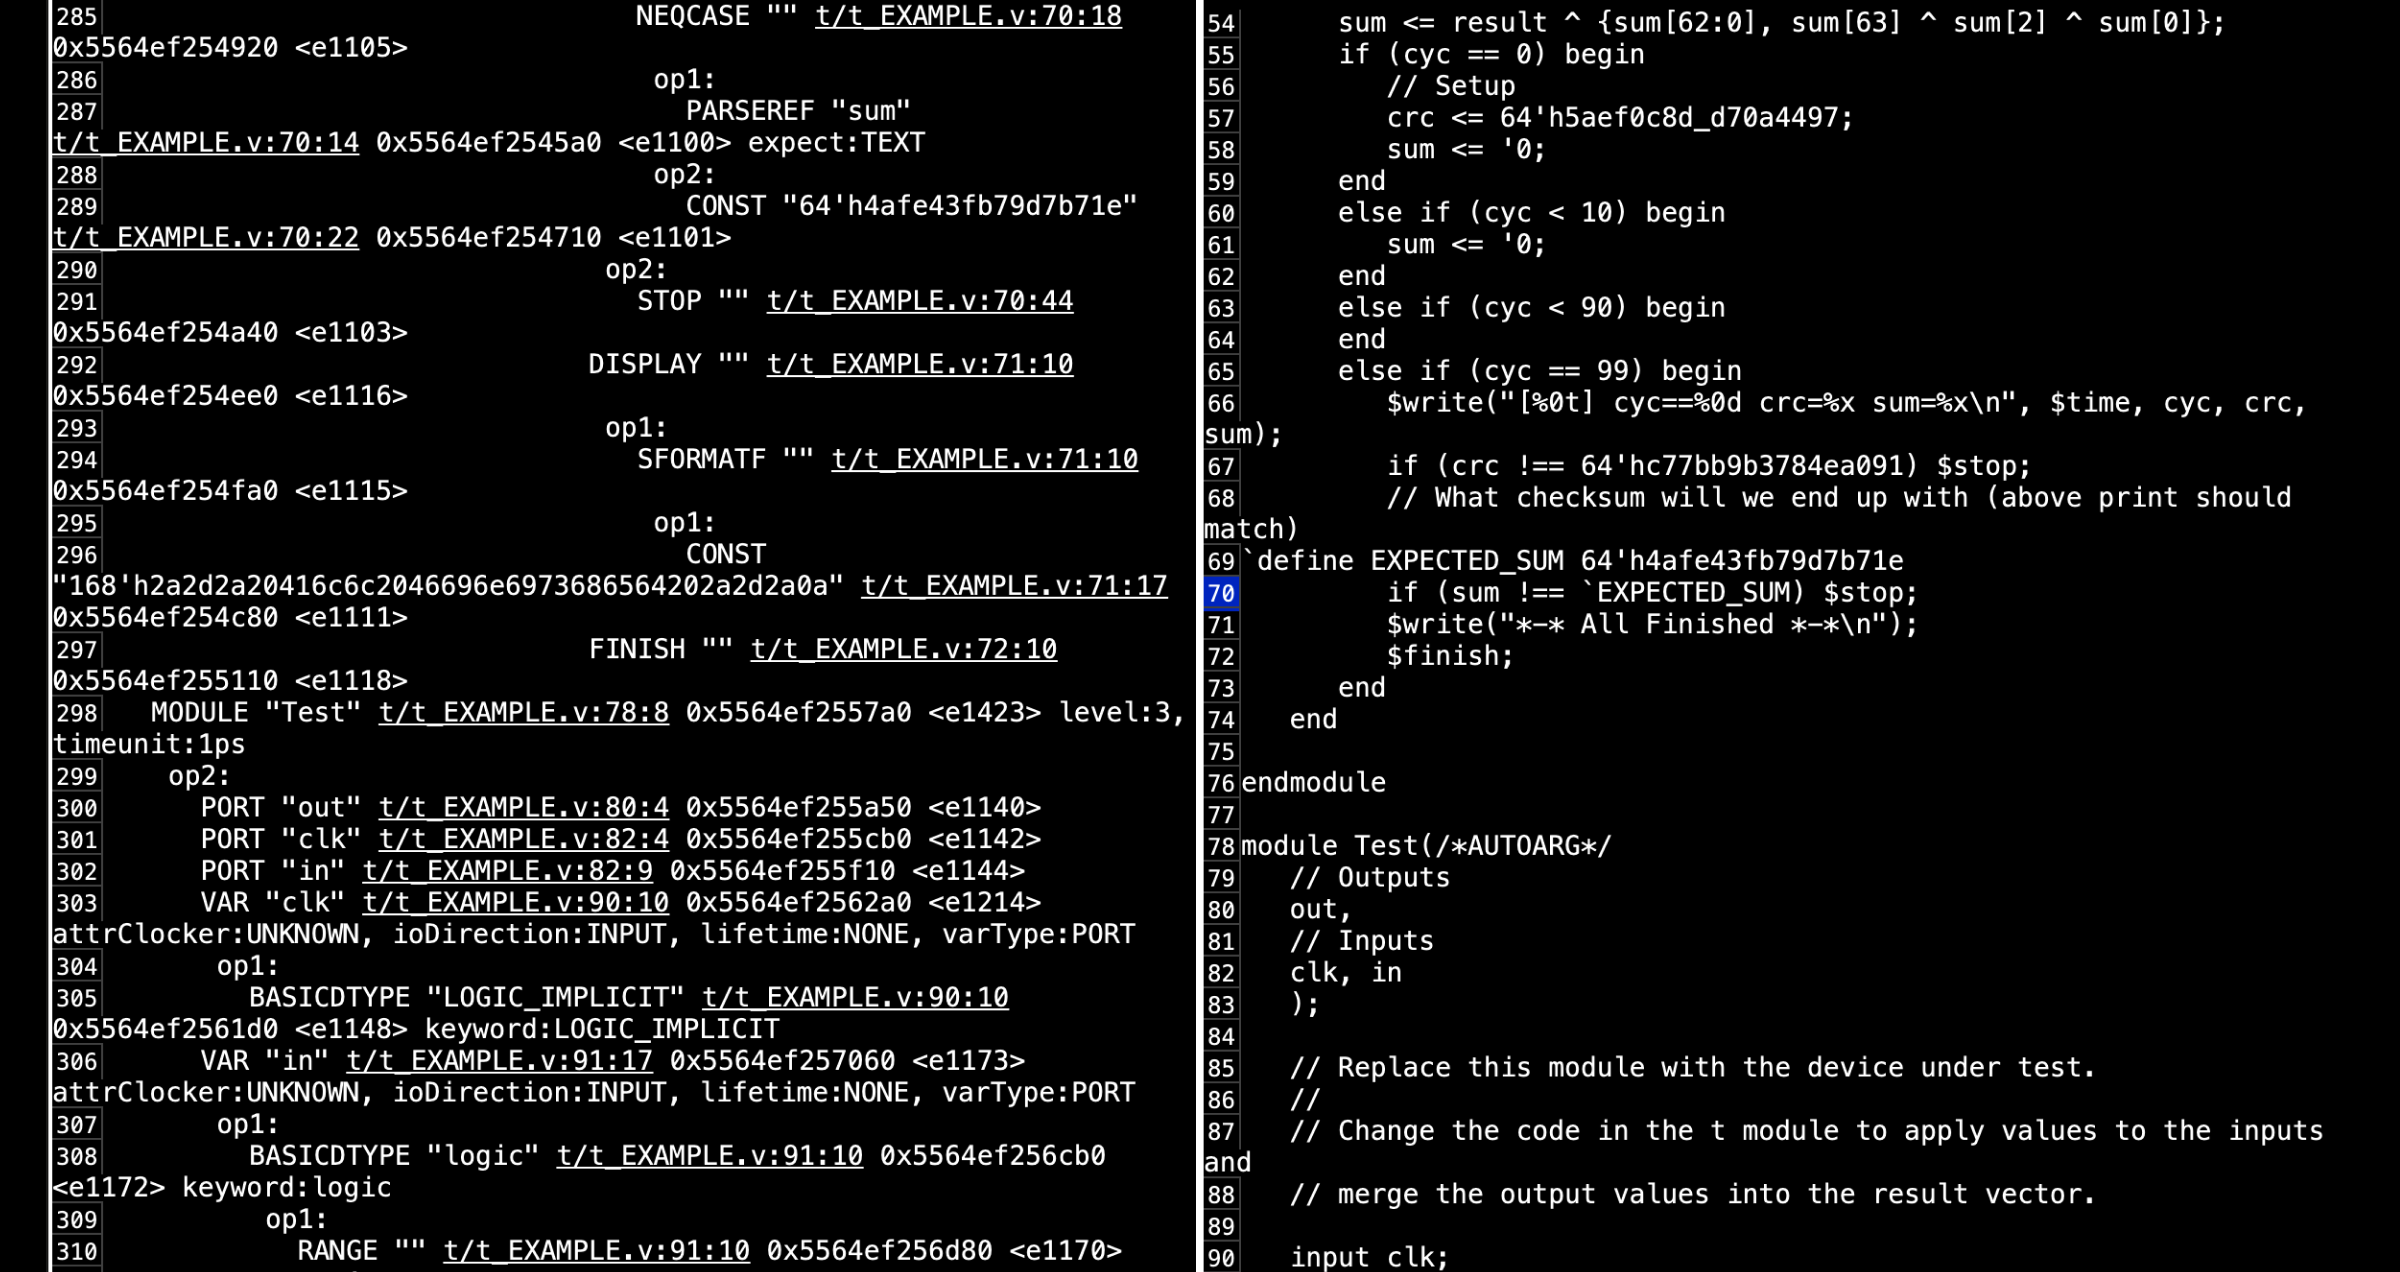 285                                 NEQCASE "" t/t_EXAMPLE.v:70:18
0x5564ef254920 <e1105>
286                                  op1:
287                                    PARSEREF "sum"
t/t_EXAMPLE.v:70:14 0x5564ef2545a0 <e1100> expect:TEXT
288                                  op2:
289                                    CONST "64'h4afe43fb79d7b71e"
t/t_EXAMPLE.v:70:22 0x5564ef254710 <e1101>
290                               op2:
291                                 STOP "" t/t_EXAMPLE.v:70:44
0x5564ef254a40 <e1103>
292                              DISPLAY "" t/t_EXAMPLE.v:71:10
0x5564ef254ee0 <e1116>
293                               op1:
294                                 SFORMATF "" t/t_EXAMPLE.v:71:10
0x5564ef254fa0 <e1115>
295                                  op1:
296                                    CONST
"168'h2a2d2a20416c6c2046696e6973686564202a2d2a0a" t/t_EXAMPLE.v:71:17
0x5564ef254c80 <e1111>
297                              FINISH "" t/t_EXAMPLE.v:72:10
0x5564ef255110 <e1118>
298   MODULE "Test" t/t_EXAMPLE.v:78:8 0x5564ef2557a0 <e1423> level:3,
timeunit:1ps
299    op2:
300      PORT "out" t/t_EXAMPLE.v:80:4 0x5564ef255a50 <e1140>
301      PORT "clk" t/t_EXAMPLE.v:82:4 0x5564ef255cb0 <e1142>
302      PORT "in" t/t_EXAMPLE.v:82:9 0x5564ef255f10 <e1144>
303      VAR "clk" t/t_EXAMPLE.v:90:10 0x5564ef2562a0 <e1214>
attrClocker:UNKNOWN, ioDirection:INPUT, lifetime:NONE, varType:PORT
304       op1:
305         BASICDTYPE "LOGIC_IMPLICIT" t/t_EXAMPLE.v:90:10
0x5564ef2561d0 <e1148> keyword:LOGIC_IMPLICIT
306      VAR "in" t/t_EXAMPLE.v:91:17 0x5564ef257060 <e1173>
attrClocker:UNKNOWN, ioDirection:INPUT, lifetime:NONE, varType:PORT
307       op1:
308         BASICDTYPE "logic" t/t_EXAMPLE.v:91:10 0x5564ef256cb0
<e1172> keyword:logic
309          op1:
310            RANGE "" t/t_EXAMPLE.v:91:10 0x5564ef256d80 <e1170>
54      sum <= result ^ {sum[62:0], sum[63] ^ sum[2] ^ sum[0]};
55      if (cyc == 0) begin
56         // Setup
57         crc <= 64'h5aef0c8d_d70a4497;
58         sum <= '0;
59      end
60      else if (cyc < 10) begin
61         sum <= '0;
62      end
63      else if (cyc < 90) begin
64      end
65      else if (cyc == 99) begin
66         $write("[%0t] cyc==%0d crc=%x sum=%x\n", $time, cyc, crc,
sum);
67         if (crc !== 64'hc77bb9b3784ea091) $stop;
68         // What checksum will we end up with (above print should
match)
69 `define EXPECTED_SUM 64'h4afe43fb79d7b71e
70         if (sum !== `EXPECTED_SUM) $stop;
71         $write("*-* All Finished *-*\n");
72         $finish;
73      end
74   end
75
76 endmodule
77
78 module Test(/*AUTOARG*/
79   // Outputs
80   out,
81   // Inputs
82   clk, in
83   );
84
85   // Replace this module with the device under test.
86   //
87   // Change the code in the t module to apply values to the inputs
and
88   // merge the output values into the result vector.
89
90   input clk;